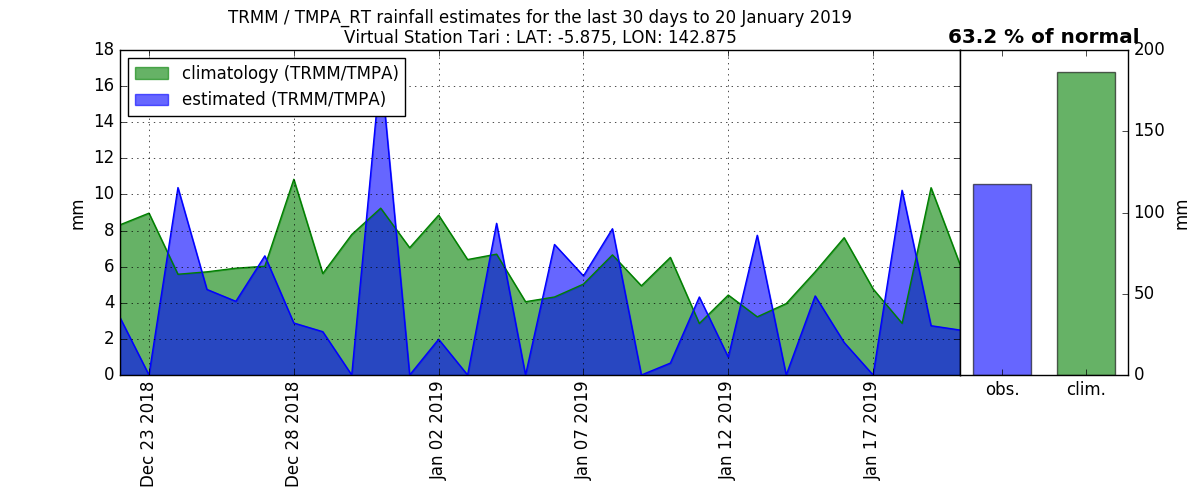 TRMM / TMPA_RT rainfall estimates for the last 30 days to 20 January 2019
Virtual Station Tari : LAT: -5.875, LON: 142.875
63.2 % of normal
climatology (TRMM/TMPA)
estimated (TRMM/TMPA)
18
16
14
12
10
8
6
4
2
0
mm
Dec 23 2018
Dec 28 2018
Jan 02 2019
Jan 07 2019
Jan 12 2019
Jan 17 2019
200
150
100
50
0
mm
obs.
clim.